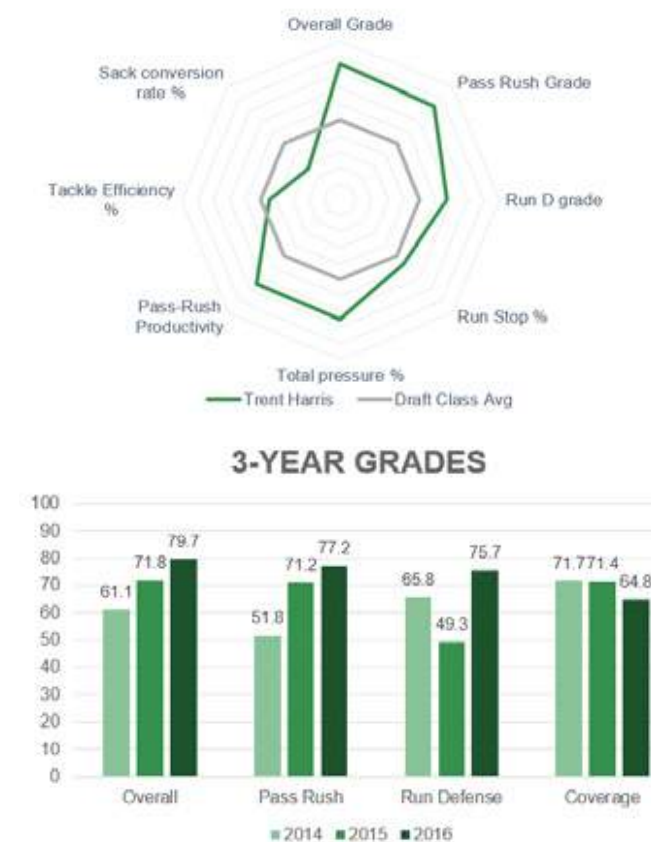 Overall Grade
Sack conversion
rate %
Pass Rush Grade
Tackle Efficiency
%
Run D grade
Pass-Rush
Productivity
Run Stop %
Total pressure %
Trent Harris
Draft Class Avg
3-YEAR GRADES
100
90
80
70
60
50
40
30
20
10
0
61.1 71.8 79.7
51.8 71.2 77.2
65.8 49.3 75.7
71.7 71.4 64.8
Overall
Pass Rush
Run Defense
Coverage
2014 2015 2016